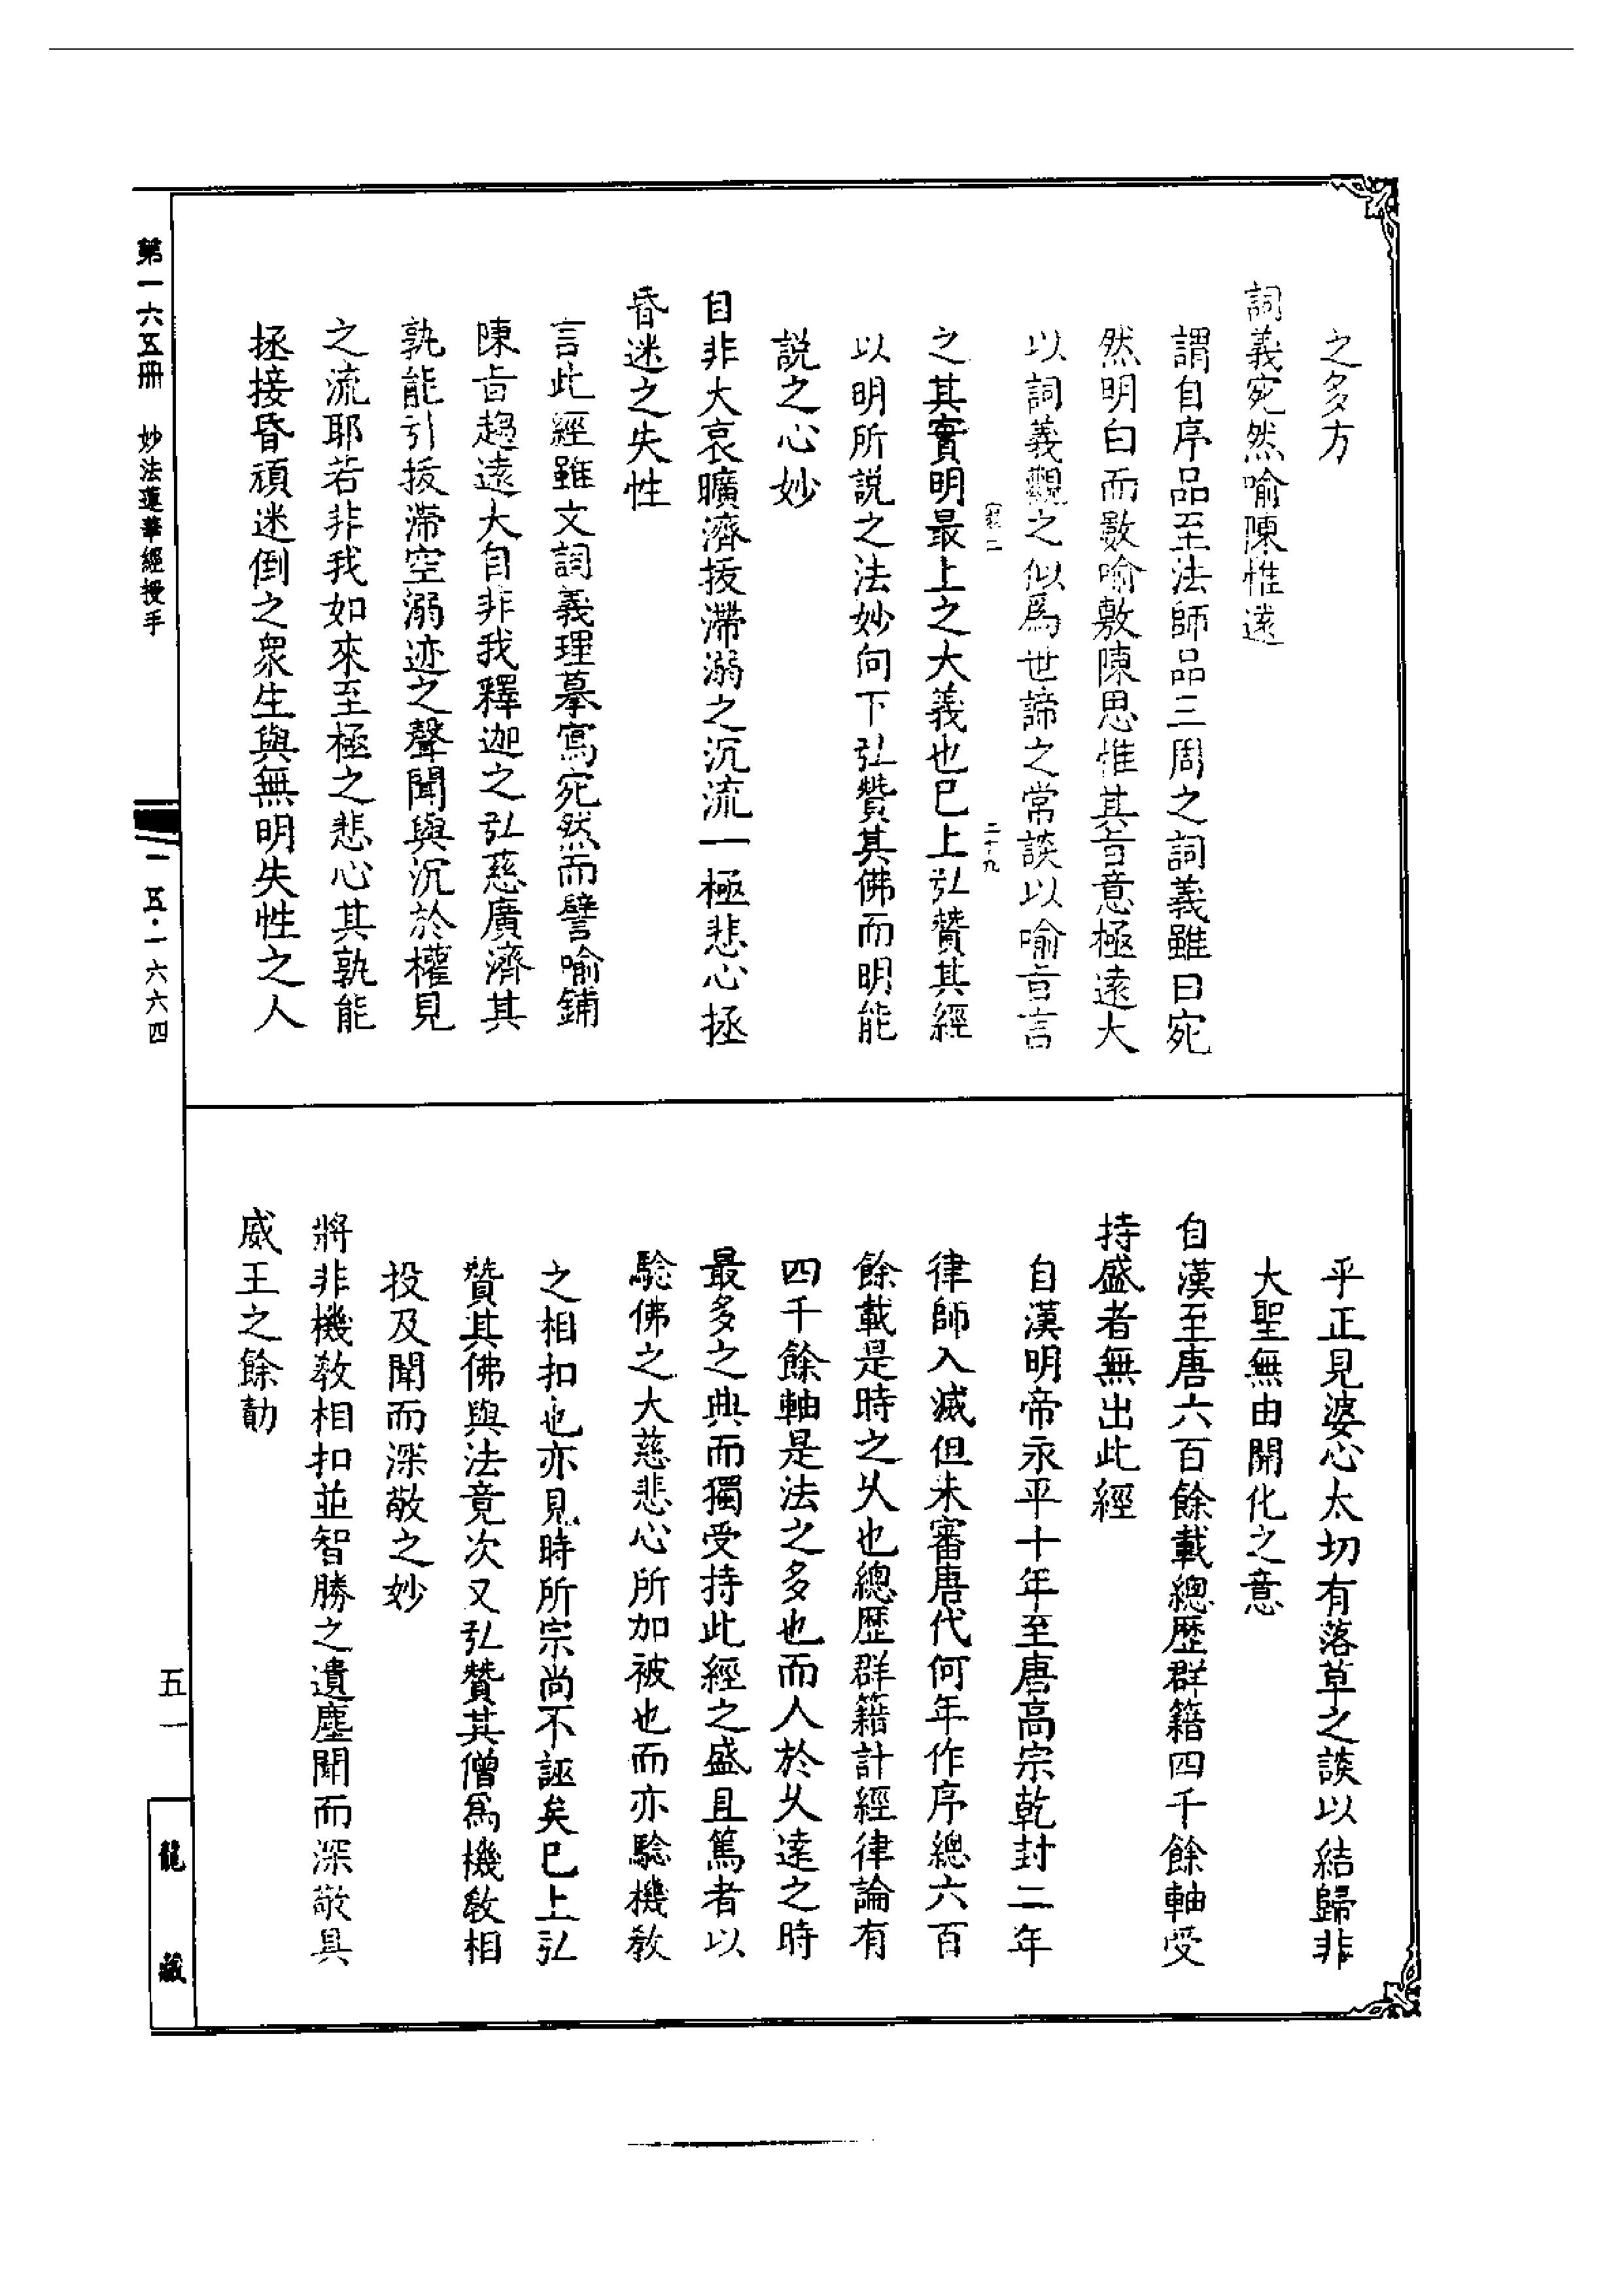 之多方
詞義宛然喻陳惟遠
謂自序品至法師品三周之詞義雖曰宛
然明白而敷喻敷陳思惟其旨意極遠大
以詞義觀之似爲世諦之常談以喻旨言
二十九
之其實明最上之大義也已上弘贊其經
以明所説之法妙向下弘贊其佛而明能
説之心妙
自非大哀曠濟拔滯溺之沉流一極悲心拯
昏迷之失性
言此經雖文詞義理摹寫宛然而譬喻鋪
陳旨趣遠大自非我釋迦之弘慈廣濟其
孰能引拔滯空溺迹之聲聞與沉於權見
之流耶若非我如來至極之悲心其孰能
拯接昏頑迷倒之衆生與無明失性之人
乎正見婆心太切有落草之談以結歸非
大聖無由開化之意
自漢至唐六百餘載總歷群籍四千餘軸受
持盛者無出此經
自漢明帝永平十年至唐高宗乾封二年
律師入滅但未審唐代何年作序總六百
餘載是時之乆也總歷群籍計經律論有
四千餘軸是法之多也而人於乆達之時
最多之典而獨受持此經之盛且篤者以
驗佛之大慈悲心所加被也而亦驗機教
之相扣也亦見時所宗尚不誣矣已上弘
贊其佛與法竟次又弘贊其僧爲機教相
投及聞而深敬之妙
將非機教相扣並智勝之遺塵聞而深敬具
威王之餘勣
第一六五冊　妙法蓮華經授手
一一五·一六六四
五一
龍藏